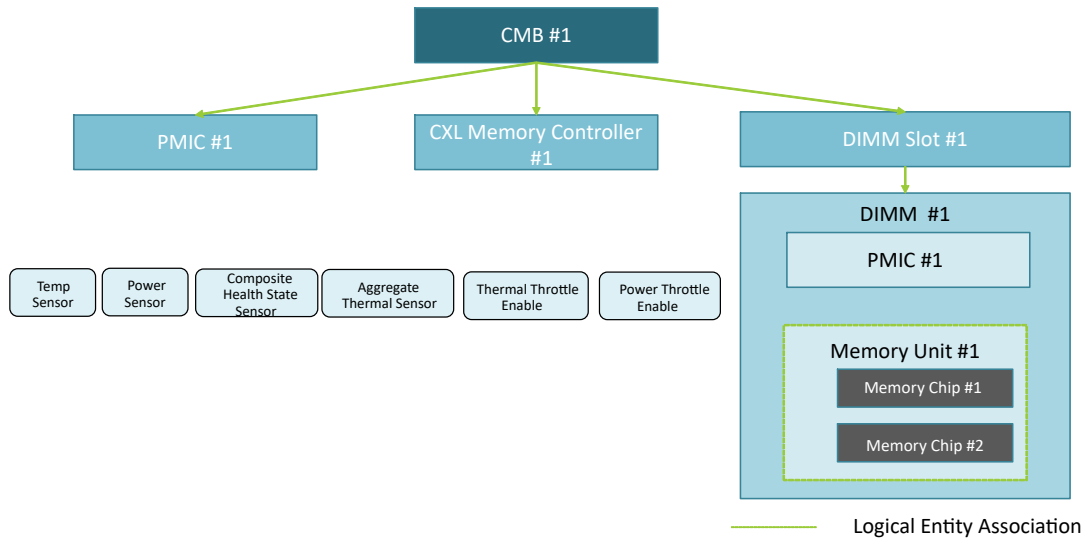 CMB #1
PMIC #1
CXL Memory Controller
#1
DIMM Slot #1
DIMM #1
PMIC #1
Temp
Sensor
Power
Sensor
Composite
Health State
Sensor
Aggregate
Thermal Sensor
Thermal Throttle
Enable
Power Throttle
Enable
Memory Unit #1
Memory Chip #1
Memory Chip #2
Logical Entity Association